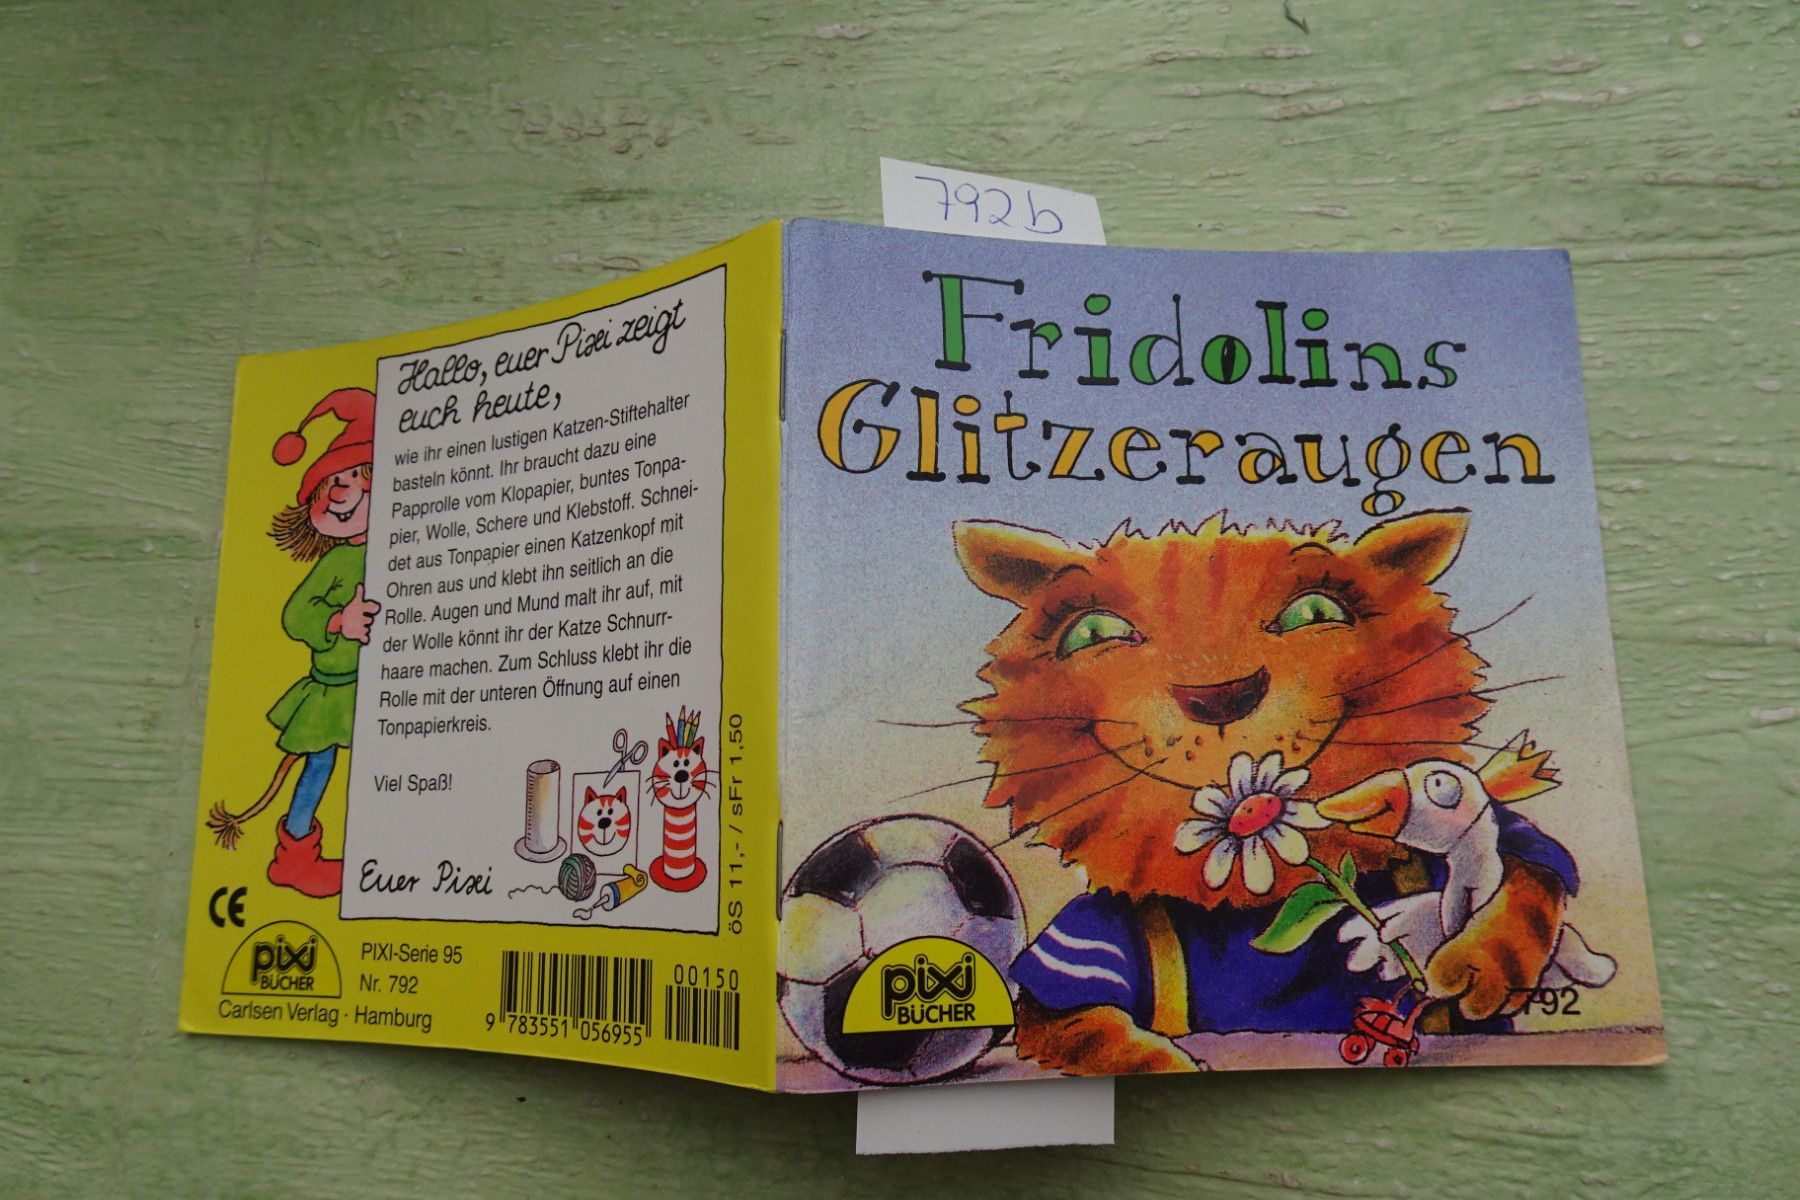 792b
Hallo, euer Pixi zeigt
euch heute,
wie ihr einen lustigen Katzen-Stiftehalter
basteln könnt. Ihr braucht dazu eine
Papprolle vom Klopapier, buntes Tonpa-
pier, Wolle, Schere und Klebstoff. Schnei-
det aus Tonpapier einen Katzenkopf mit
Ohren aus und klebt ihn seitlich an die
Rolle. Augen und Mund malt ihr auf, mit
der Wolle könnt ihr der Katze Schnurr-
haare machen. Zum Schluss klebt ihr die
Rolle mit der unteren Öffnung auf einen
Tonpapierkreis.
Viel Spaß!
Euer Pixi
öS 11,- / sFr 1,50
CE
pixi
BÜCHER
PIXI-Serie 95
Nr. 792
Carlsen Verlag · Hamburg
00150
9 783551 056955
Fridolins
Glitzeraugen
pixi
BÜCHER
792